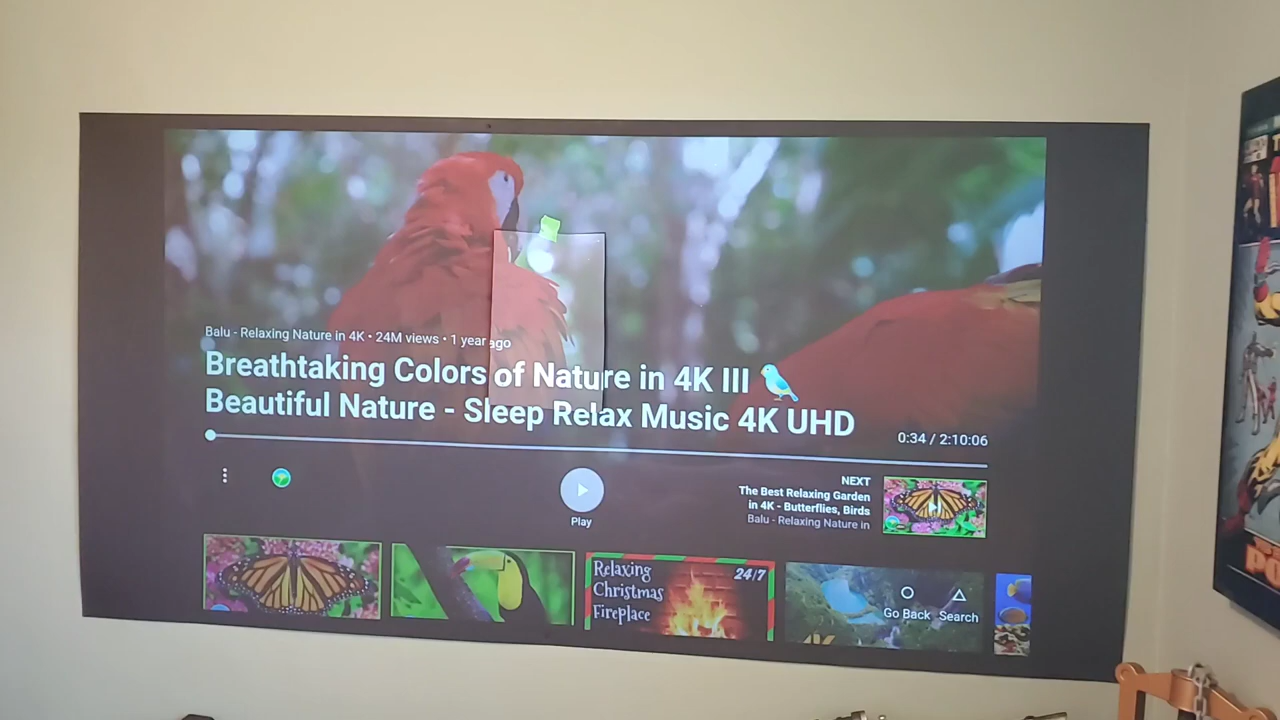 Balu - Relaxing Nature in 4K • 24M views • 1 year ago
Breathtaking Colors of Nature in 4K III
Beautiful Nature - Sleep Relax Music 4K UHD
0:34 / 2:10:06
Play
NEXT
The Best Relaxing Garden
in 4K - Butterflies, Birds
Balu - Relaxing Nature in
Relaxing
Christmas
Fireplace
24/7
4K
Go Back
Search